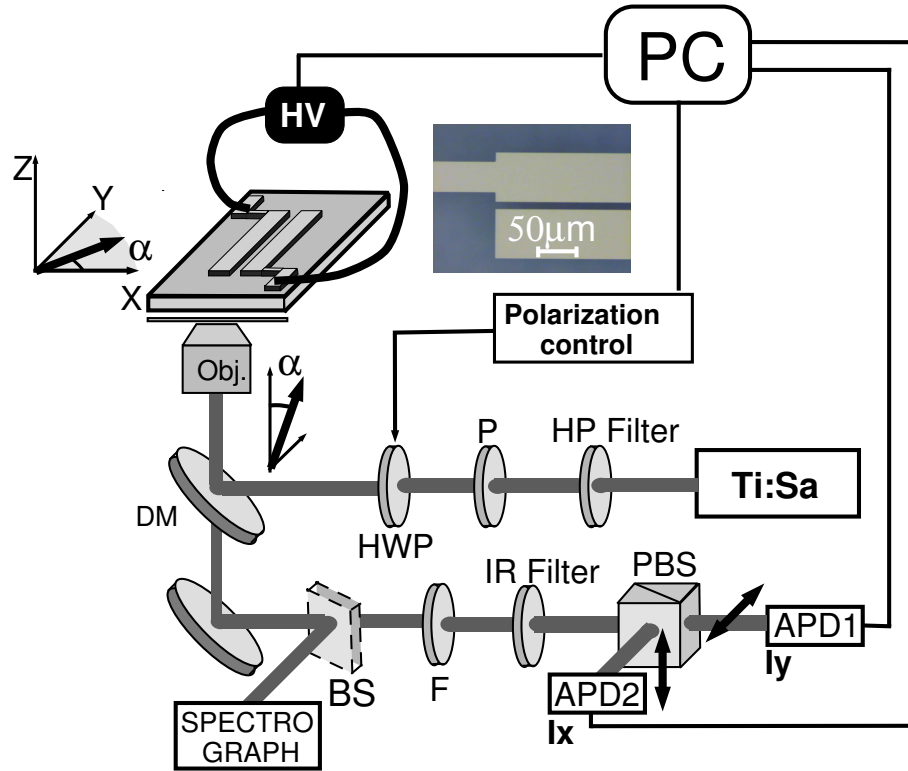 PC
HV
Z
Y
α
X
50μm
Polarization
control
Obj.
α
P
HP Filter
Ti:Sa
DM
HWP
IR Filter
PBS
BS
F
APD1
Iy
APD2
Ix
SPECTRO
GRAPH